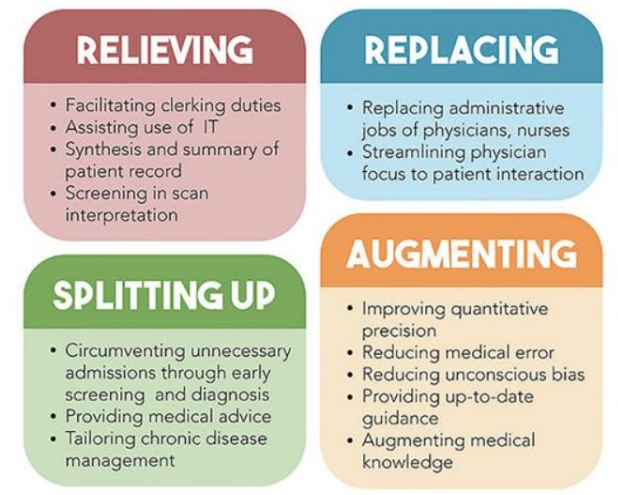 RELIEVING
• Facilitating clerking duties
• Assisting use of IT
• Synthesis and summary of
patient record
• Screening in scan
interpretation
REPLACING
• Replacing administrative
jobs of physicians, nurses
• Streamlining physician
focus to patient interaction
SPLITTING UP
• Circumventing unnecessary
admissions through early
screening and diagnosis
• Providing medical advice
• Tailoring chronic disease
management
AUGMENTING
• Improving quantitative
precision
• Reducing medical error
• Reducing unconscious bias
• Providing up-to-date
guidance
• Augmenting medical
knowledge